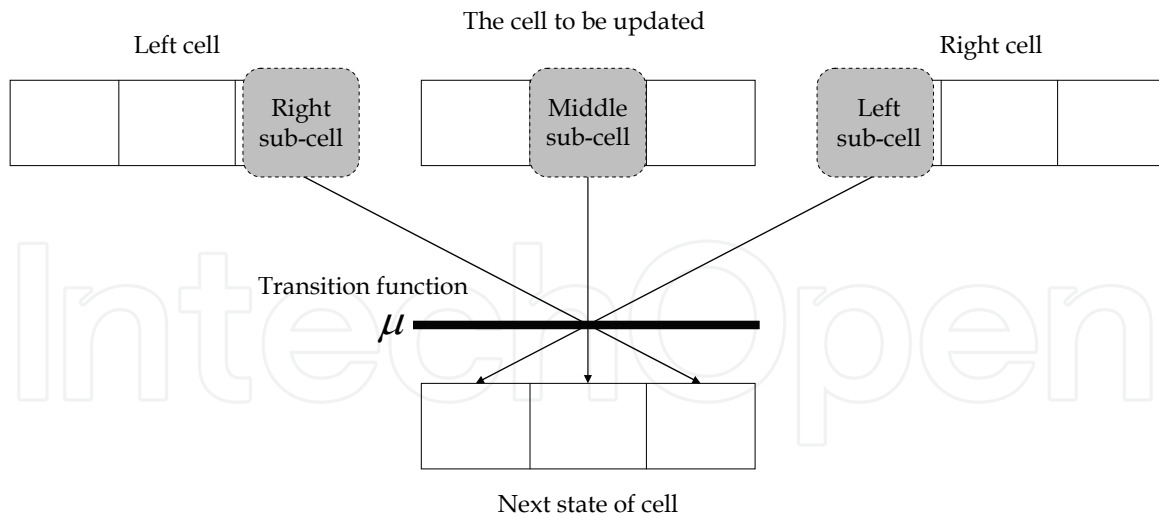 The cell to be updated
Left cell
Right cell
Right
sub-cell
Middle
sub-cell
Left
sub-cell
IntechOpen
Transition function
μ
Next state of cell